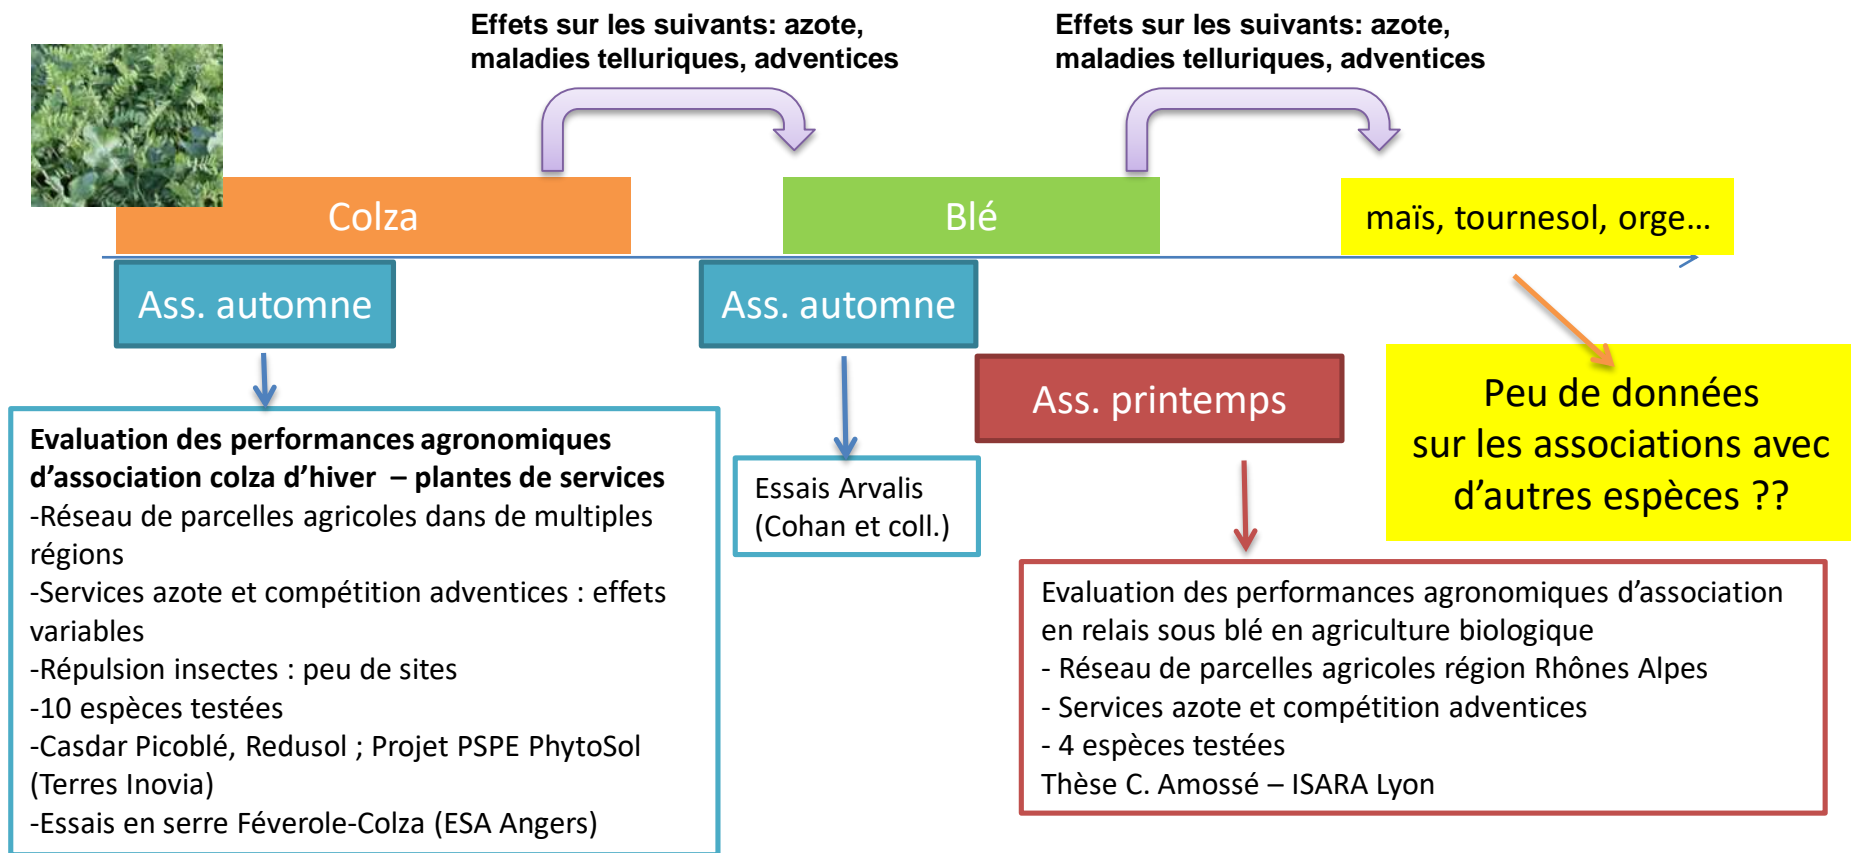 Effets sur les suivants: azote,
maladies telluriques, adventices
Effets sur les suivants: azote,
maladies telluriques, adventices
Colza
Blé
maïs, tournesol, orge...
Ass. automne
Ass. automne
Ass. printemps
Peu de données
sur les associations avec
d'autres espèces ??
Evaluation des performances agronomiques
d'association colza d'hiver – plantes de services
-Réseau de parcelles agricoles dans de multiples
régions
-Services azote et compétition adventices : effets
variables
-Répulsion insectes : peu de sites
-10 espèces testées
-Casdar Picoblé, Redusol ; Projet PSPE PhytoSol
(Terres Inovia)
-Essais en serre Féverole-Colza (ESA Angers)
Essais Arvalis
(Cohan et coll.)
Evaluation des performances agronomiques d'association
en relais sous blé en agriculture biologique
- Réseau de parcelles agricoles région Rhônes Alpes
- Services azote et compétition adventices
- 4 espèces testées
Thèse C. Amossé – ISARA Lyon